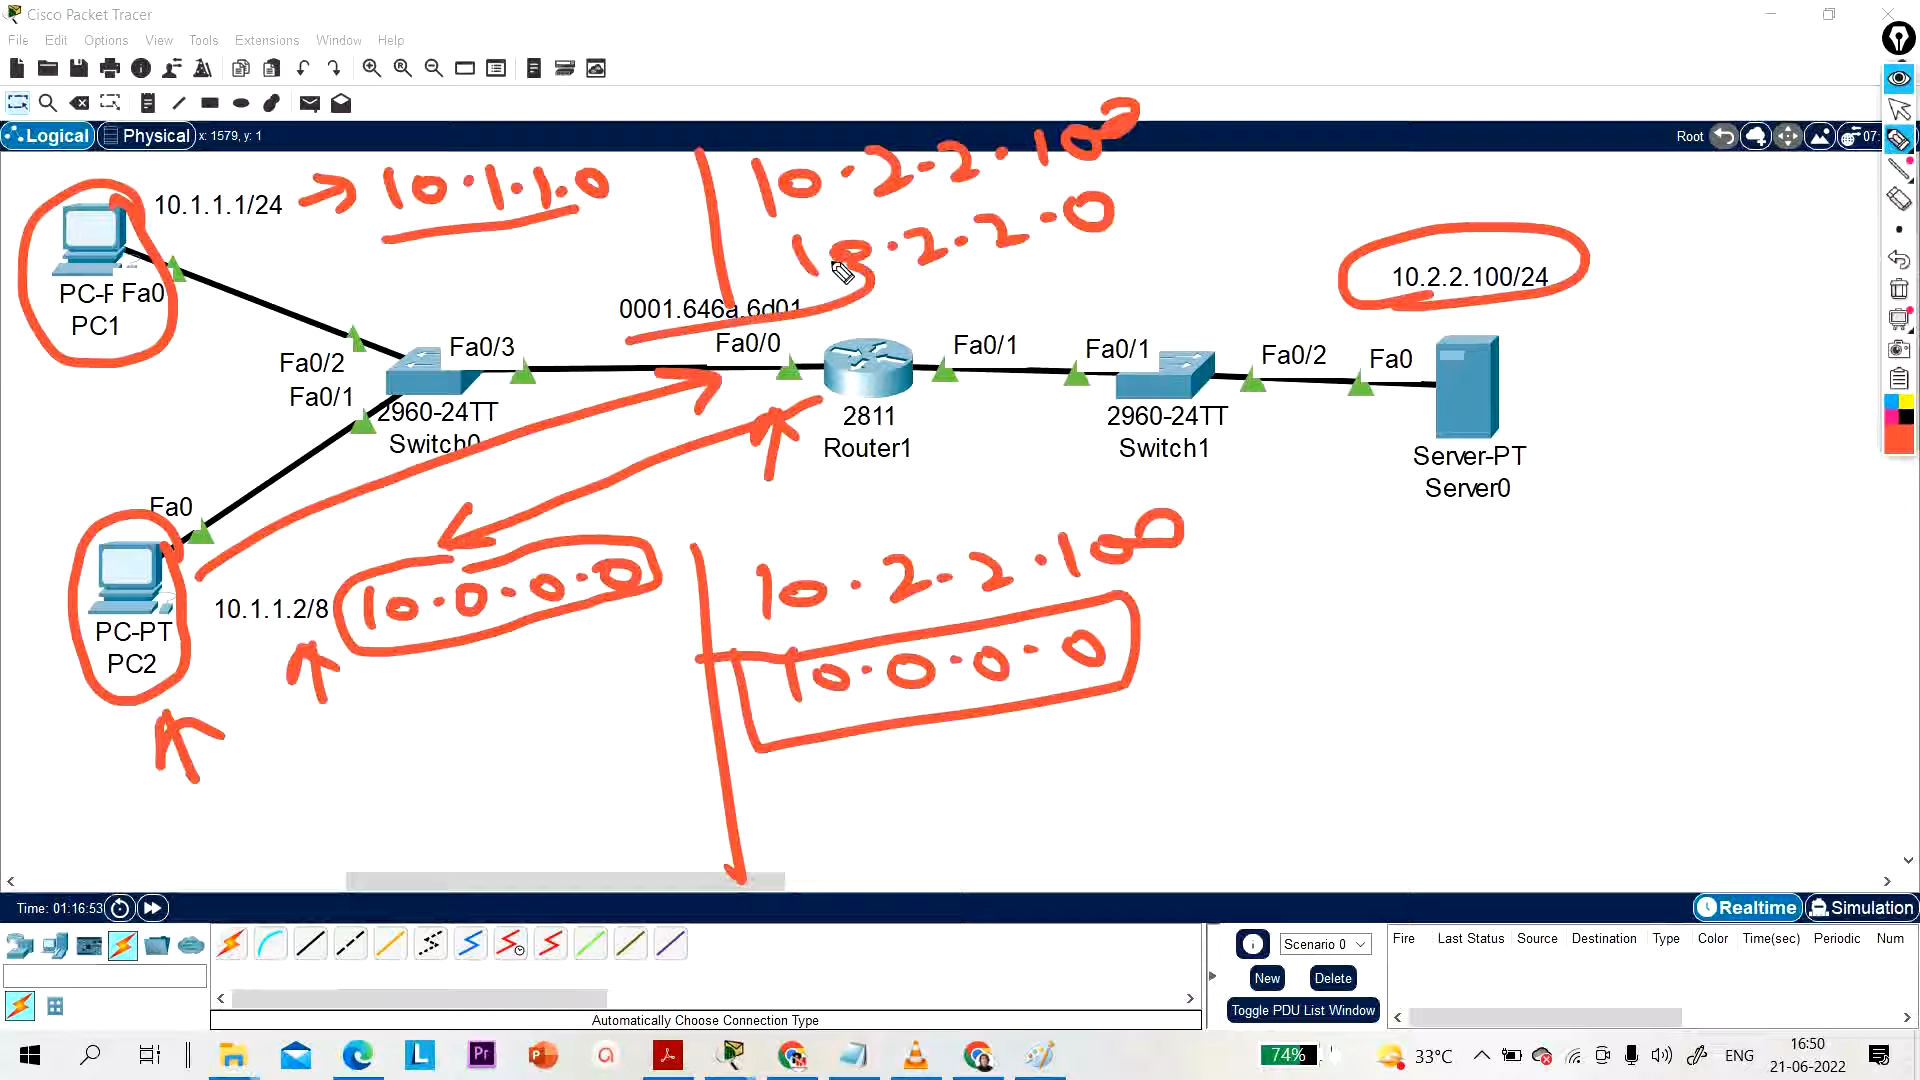 Cisco Packet Tracer
File Edit Options View Tools Extensions Window Help
Logical Physical x: 1579, y: 1 Root 07:
10.1.1.1/24 10.1.1.0
10.2.2.100
10.2.2.0
PC-F Fa0
PC1
10.2.2.100/24
0001.646a.6d01
Fa0/2 Fa0/3 Fa0/0 Fa0/1 Fa0/1 Fa0/2 Fa0
Fa0/1
2960-24TT
Switch0
2811
Router1
2960-24TT
Switch1
Server-PT
Server0
Fa0
10.1.1.2/8 10.0.0.0
10.2.2.100
10.0.0.0
PC-PT
PC2
Time: 01:16:53 Realtime Simulation
Scenario 0
New Delete
Toggle PDU List Window
Fire Last Status Source Destination Type Color Time(sec) Periodic Num
Automatically Choose Connection Type
L Pr P a
74% 33°C ENG 16:50
21-06-2022